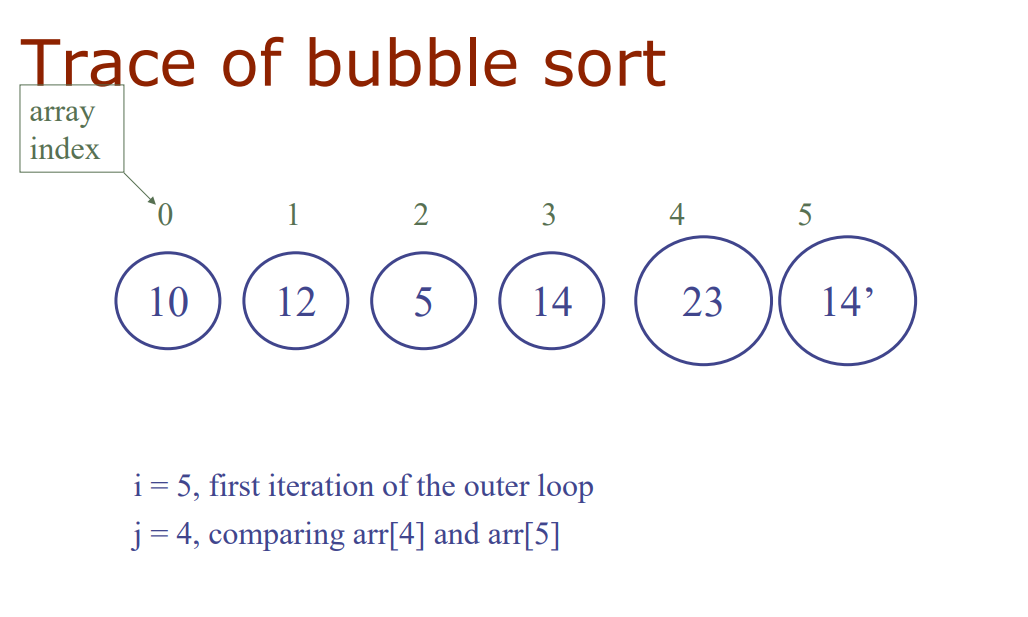 Trace of bubble sort
array
index
0 1 2 3 4 5
10 12 5 14 23 14’
i = 5, first iteration of the outer loop
j = 4, comparing arr[4] and arr[5]